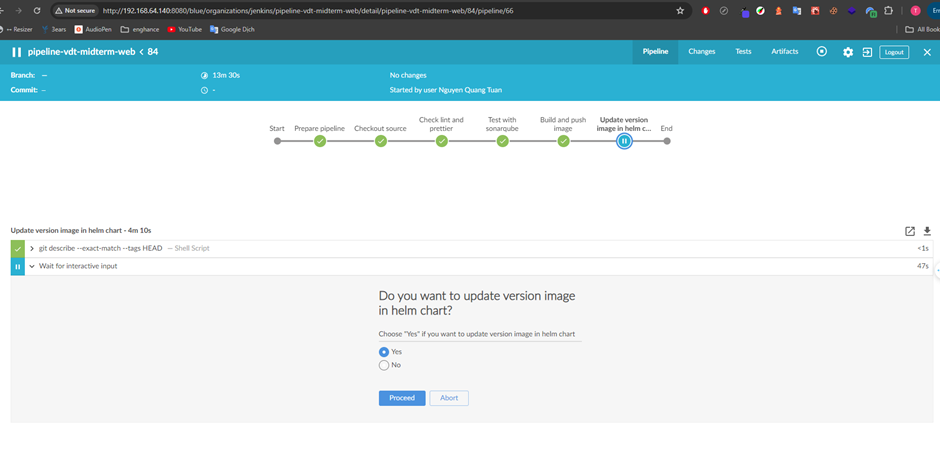 Not secure http://192.168.64.140:8080/blue/organizations/jenkins/pipeline-vdt-midterm-web/detail/pipeline-vdt-midterm-web/84/pipeline/66
Resizer 3ears AudioPen enghance YouTube Google Dich All Book
pipeline-vdt-midterm-web < 84 Pipeline Changes Tests Artifacts Logout
Branch: -- 13m 30s No changes
Commit: -- - Started by user Nguyen Quang Tuan
Start
Prepare pipeline
Checkout source
Check lint and
prettier
Test with
sonarqube
Build and push
image
Update version
image in helm c...
End
Update version image in helm chart - 4m 10s
git describe --exact-match --tags HEAD — Shell Script <1s
Wait for interactive input 47s
Do you want to update version image
in helm chart?
Choose "Yes" if you want to update version image in helm chart
Yes
No
Proceed Abort